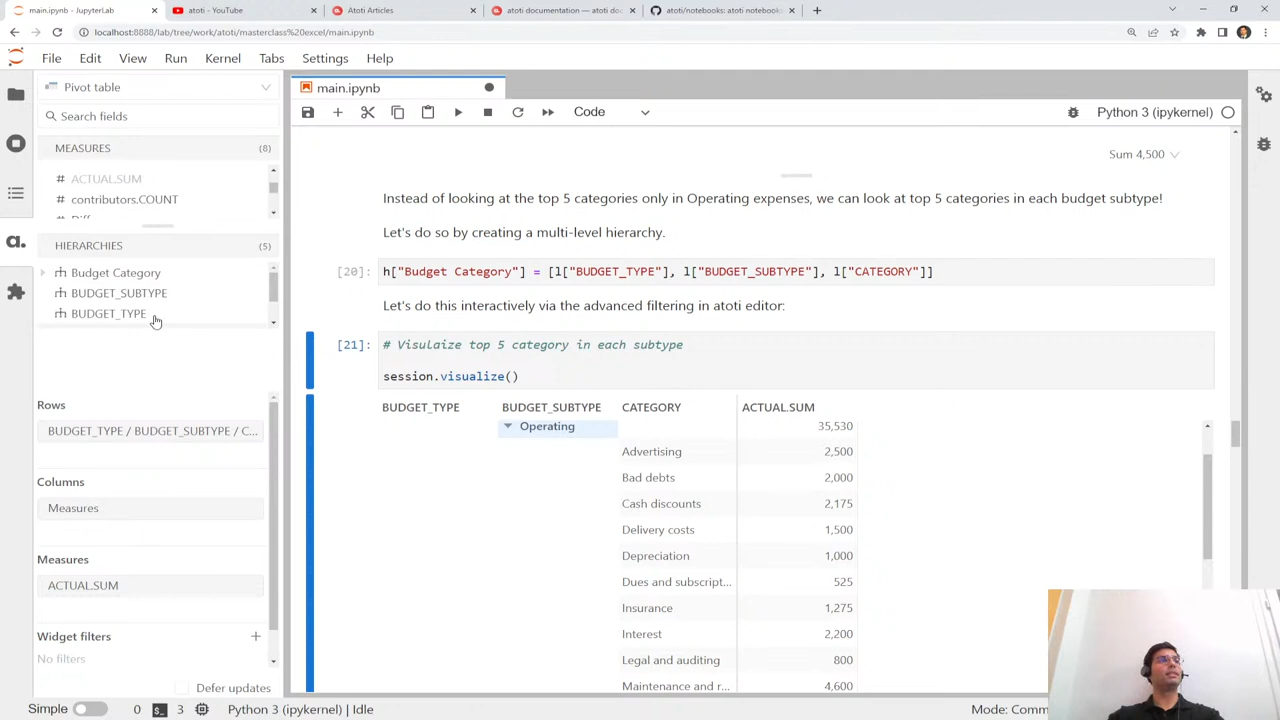 main.ipynb - JupyterLab
atoti - YouTube
Atoti Articles
atoti documentation — atoti doc
atoti/notebooks: atoti notebook
localhost:8888/lab/tree/work/atoti/masterclass%20excel/main.ipynb
File Edit View Run Kernel Tabs Settings Help
Pivot table
main.ipynb
Search fields
Code
Python 3 (ipykernel)
MEASURES (8)
Sum 4,500
ACTUAL.SUM
contributors.COUNT
Instead of looking at the top 5 categories only in Operating expenses, we can look at top 5 categories in each budget subtype!
Let's do so by creating a multi-level hierarchy.
HIERARCHIES (5)
Budget Category
BUDGET_SUBTYPE
BUDGET_TYPE
[20]: h["Budget Category"] = [l["BUDGET_TYPE"], l["BUDGET_SUBTYPE"], l["CATEGORY"]]
Let's do this interactively via the advanced filtering in atoti editor:
[21]: # Visulaize top 5 category in each subtype
session.visualize()
Rows
BUDGET_TYPE / BUDGET_SUBTYPE / C...
Columns
Measures
Measures
ACTUAL.SUM
Widget filters
No filters
Defer updates
BUDGET_TYPE BUDGET_SUBTYPE CATEGORY ACTUAL.SUM
Operating 35,530
Advertising 2,500
Bad debts 2,000
Cash discounts 2,175
Delivery costs 1,500
Depreciation 1,000
Dues and subscript... 525
Insurance 1,275
Interest 2,200
Legal and auditing 800
Maintenance and r... 4,600
Simple 0 3 Python 3 (ipykernel) | Idle
Mode: Comm